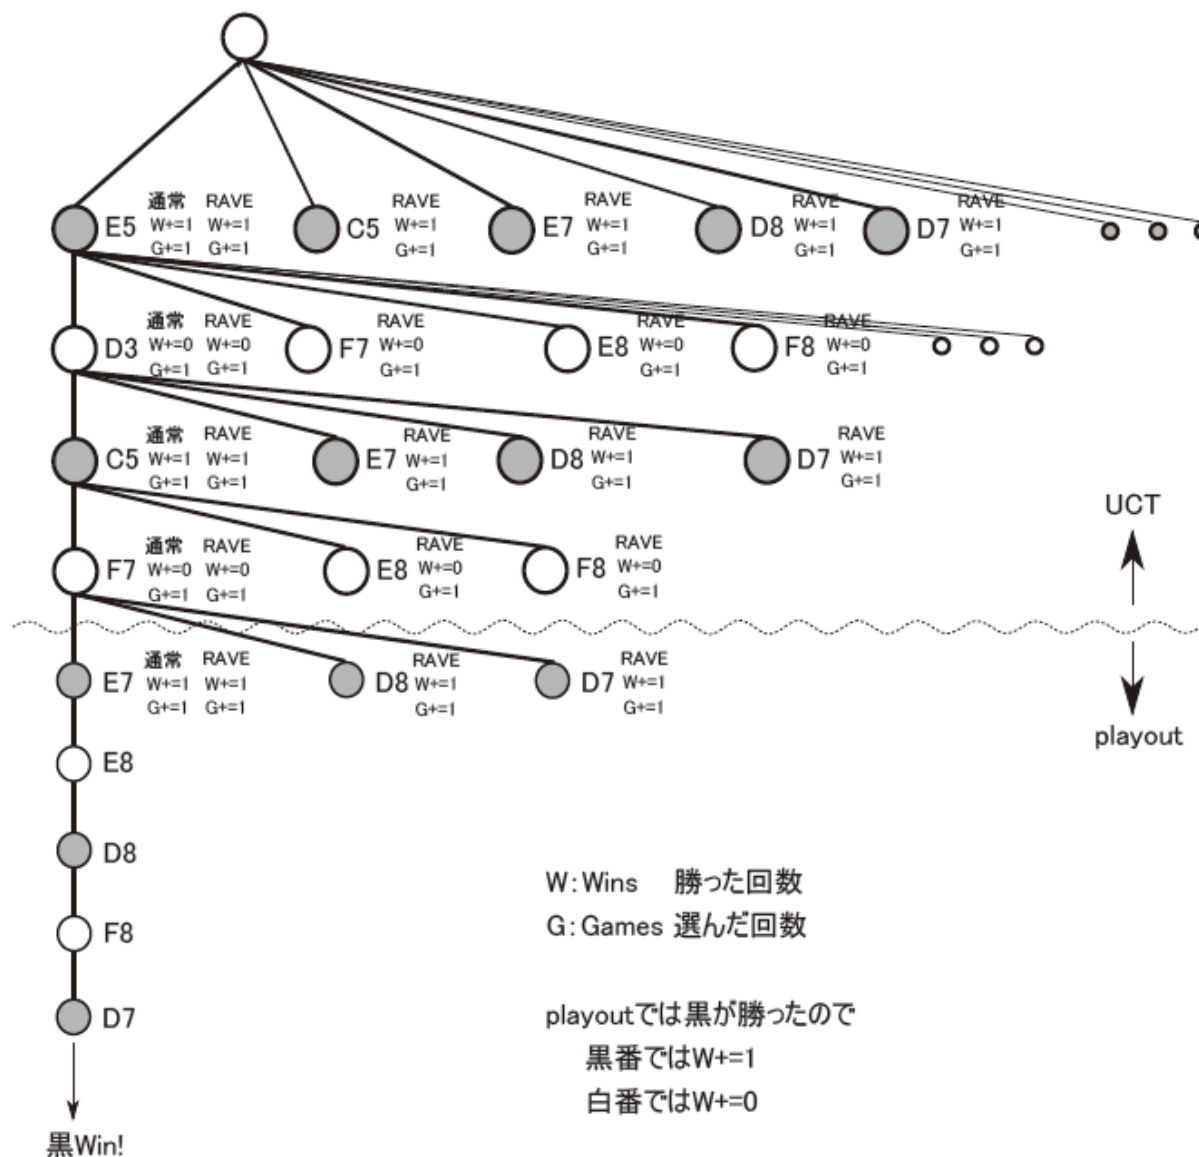 通常 RAVE RAVE RAVE RAVE RAVE
E5 W+=1 W+=1 C5 W+=1 E7 W+=1 D8 W+=1 D7 W+=1
G+=1 G+=1 G+=1 G+=1 G+=1 G+=1
通常 RAVE RAVE RAVE RAVE
D3 W+=0 W+=0 F7 W+=0 E8 W+=0 F8 W+=0
G+=1 G+=1 G+=1 G+=1 G+=1
通常 RAVE RAVE RAVE RAVE
C5 W+=1 W+=1 E7 W+=1 D8 W+=1 D7 W+=1
G+=1 G+=1 G+=1 G+=1 G+=1
UCT
通常 RAVE RAVE RAVE
F7 W+=0 W+=0 E8 W+=0 F8 W+=0
G+=1 G+=1 G+=1 G+=1
通常 RAVE RAVE RAVE
E7 W+=1 W+=1 D8 W+=1 D7 W+=1
G+=1 G+=1 G+=1 G+=1
playout
E8
D8
F8
D7
黒Win!
W:Wins 勝った回数
G:Games 選んだ回数
playoutでは黒が勝ったので
黒番ではW+=1
白番ではW+=0